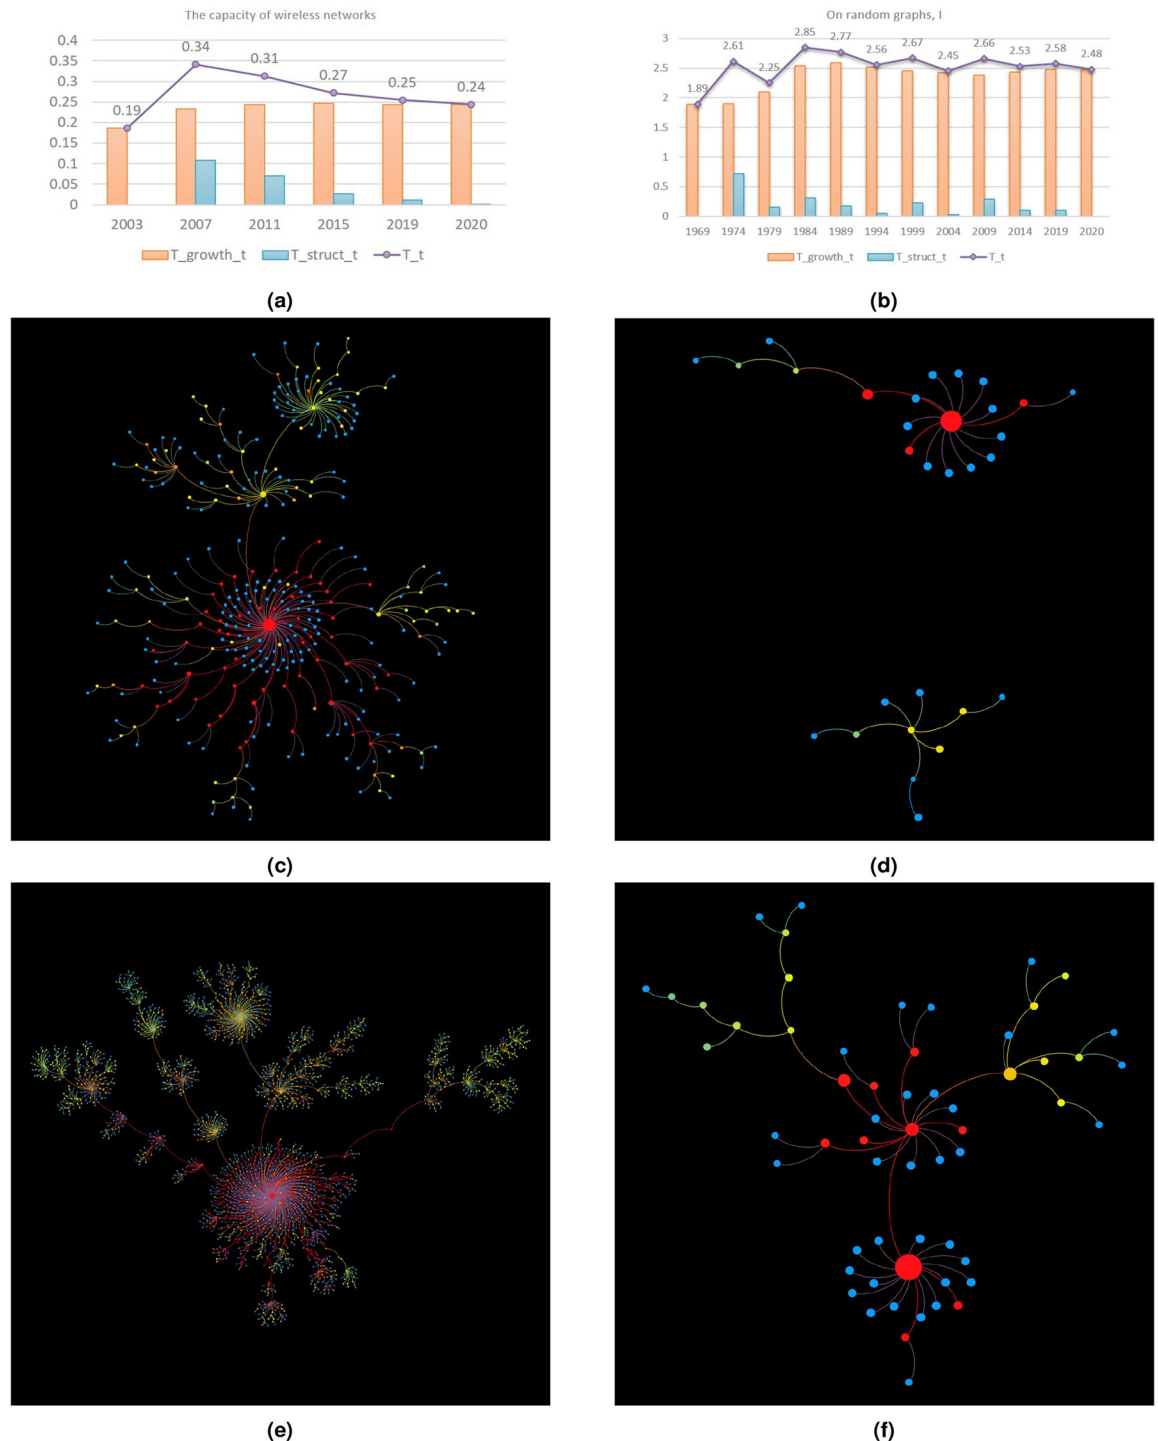 The capacity of wireless networks
0.4
0.35
0.3
0.25
0.2
0.15
0.1
0.05
0
0.19
0.34
0.31
0.27
0.25
0.24
2003 2007 2011 2015 2019 2020
T_growth_t T_struct_t T_t
(a)
On random graphs, I
3
2.5
2
1.5
1
0.5
0
1.89
2.61
2.25
2.85
2.77
2.56
2.67
2.45
2.66
2.53
2.58
2.48
1969 1974 1979 1984 1989 1994 1999 2004 2009 2014 2019 2020
T_growth_t T_struct_t T_t
(b)
(c)
(d)
(e)
(f)